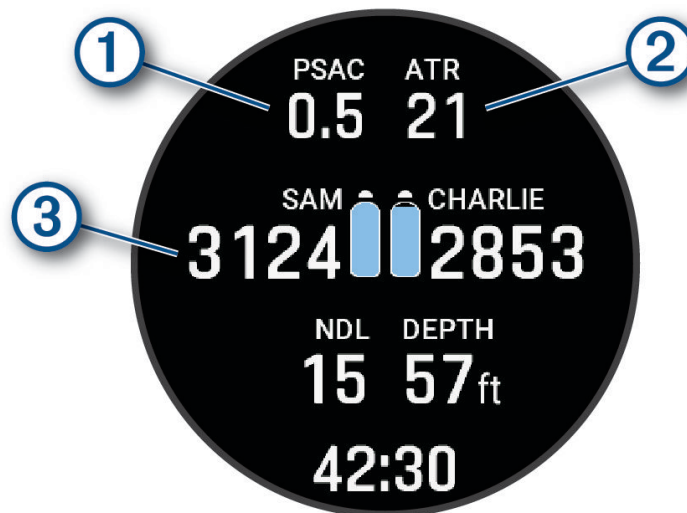 1
2
PSAC ATR
0.5 21
3
SAM CHARLIE
3124 2853
NDL DEPTH
15 57ft
42:30